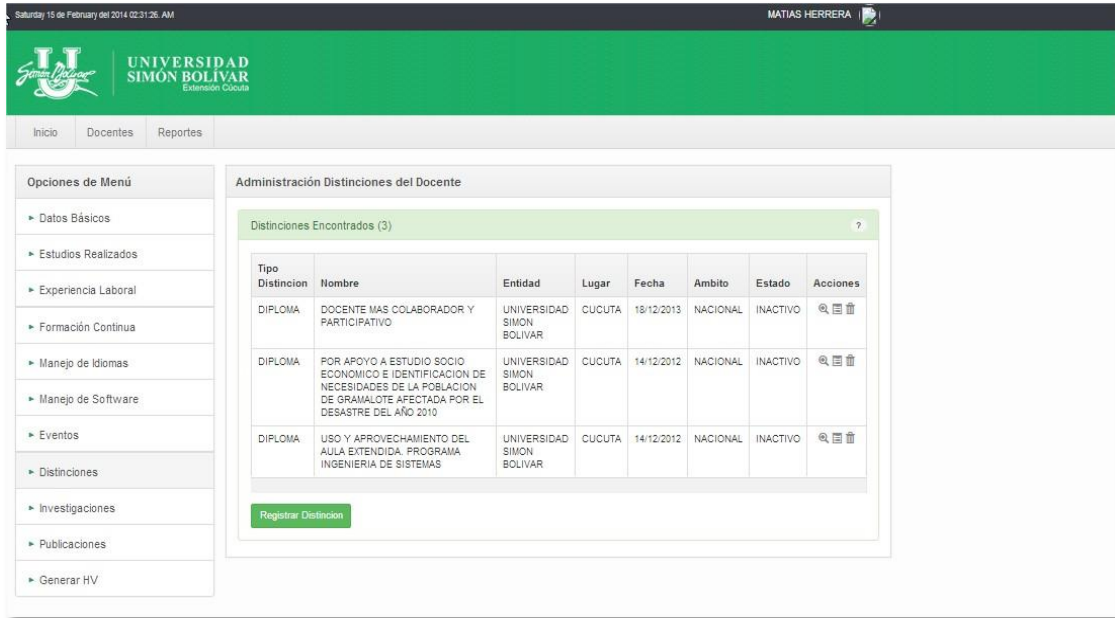 Saturday 15 de February del 2014 02:31:26. AM
MATIAS HERRERA
Simón Bolívar
UNIVERSIDAD
SIMÓN BOLÍVAR
Extensión Cúcuta
Inicio
Docentes
Reportes
Opciones de Menú
Datos Básicos
Estudios Realizados
Experiencia Laboral
Formación Continua
Manejo de Idiomas
Manejo de Software
Eventos
Distinciones
Investigaciones
Publicaciones
Generar HV
Administración Distinciones del Docente
Distinciones Encontrados (3)
?
Tipo
Distincion
Nombre
Entidad
Lugar
Fecha
Ambito
Estado
Acciones
DIPLOMA
DOCENTE MAS COLABORADOR Y
PARTICIPATIVO
UNIVERSIDAD
SIMON
BOLIVAR
CUCUTA
18/12/2013
NACIONAL
INACTIVO
DIPLOMA
POR APOYO A ESTUDIO SOCIO
ECONOMICO E IDENTIFICACION DE
NECESIDADES DE LA POBLACION
DE GRAMALOTE AFECTADA POR EL
DESASTRE DEL AÑO 2010
UNIVERSIDAD
SIMON
BOLIVAR
CUCUTA
14/12/2012
NACIONAL
INACTIVO
DIPLOMA
USO Y APROVECHAMIENTO DEL
AULA EXTENDIDA. PROGRAMA
INGENIERIA DE SISTEMAS
UNIVERSIDAD
SIMON
BOLIVAR
CUCUTA
14/12/2012
NACIONAL
INACTIVO
Registrar Distincion